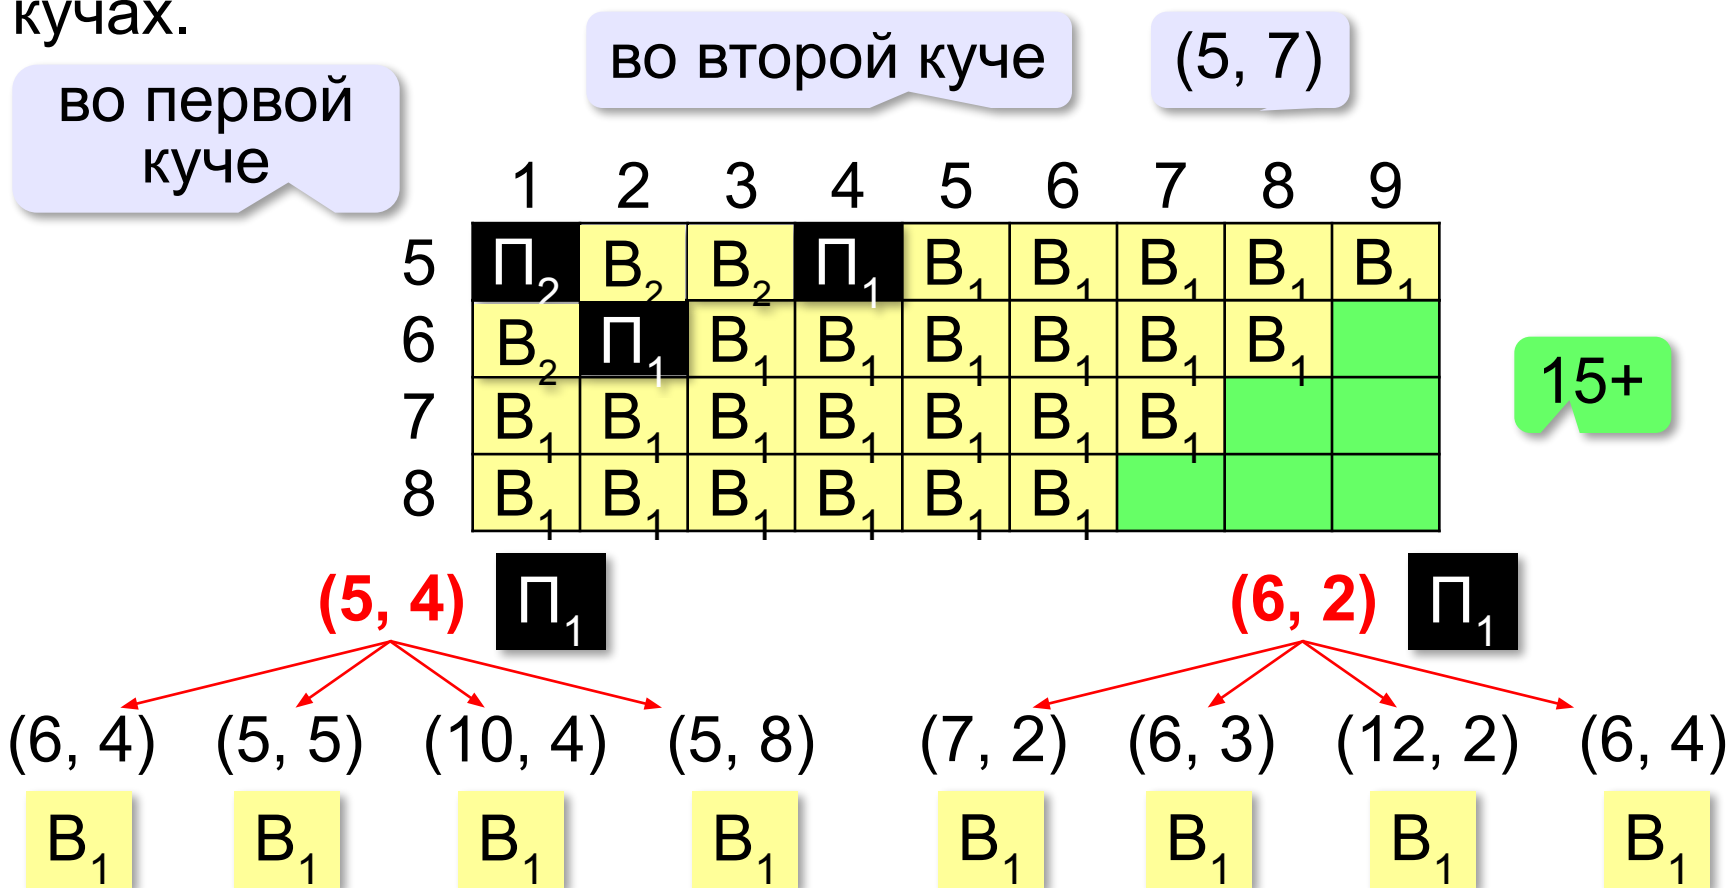 кучах.
во первой
куче
во второй куче
(5, 7)
1 2 3 4 5 6 7 8 9
5 П2 В2 В2 П1 В1 В1 В1 В1 В1
6 В2 П1 В1 В1 В1 В1 В1 В1
7 В1 В1 В1 В1 В1 В1 В1
8 В1 В1 В1 В1 В1 В1
15+
(5, 4) П1 (6, 2) П1
(6, 4) (5, 5) (10, 4) (5, 8) (7, 2) (6, 3) (12, 2) (6, 4)
В1 В1 В1 В1 В1 В1 В1 В1